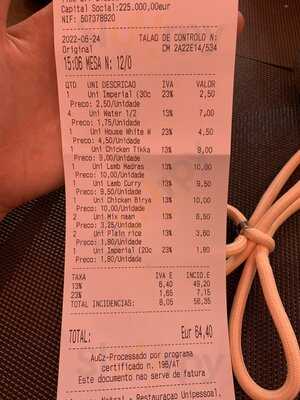 Capital Social:225.000,00eur
NIF: 507378920
2022-06-24 TALAO DE CONTROLO N:
Original CM 2A22E14/534
15:06 MESA N: 12/0
QTD UNI DESCRICAO IVA VALOR
1 Uni Imperial (30c 23% 2,50
Preco: 2,50/Unidade
4 Uni Water 1/2 13% 7,00
Preco: 1,75/Unidade
1 Uni House White W 23% 4,50
Preco: 4,50/Unidade
1 Uni Chicken Tikka 13% 9,00
Preco: 9,00/Unidade
1 Uni Lamb Madras 13% 10,00
Preco: 10,00/Unidade
1 Uni Lamb Curry 13% 9,50
Preco: 9,50/Unidade
1 Uni Chicken Birya 13% 10,00
Preco: 10,00/Unidade
2 Uni Mix naan 13% 6,50
Preco: 3,25/Unidade
2 Uni Plain rice 13% 3,60
Preco: 1,80/Unidade
1 Uni Imperial (20c 23% 1,80
Preco: 1,80/Unidade
TAXA IVA E INCID.E
13% 6,40 49,20
23% 1,65 7,15
TOTAL INCIDENCIAS: 8,05 56,35
TOTAL: Eur 64,40
AuCz-Processado por programa
certificado n. 198/AT
Este documento nao serve de fatura
Restauracao Unipessoal,